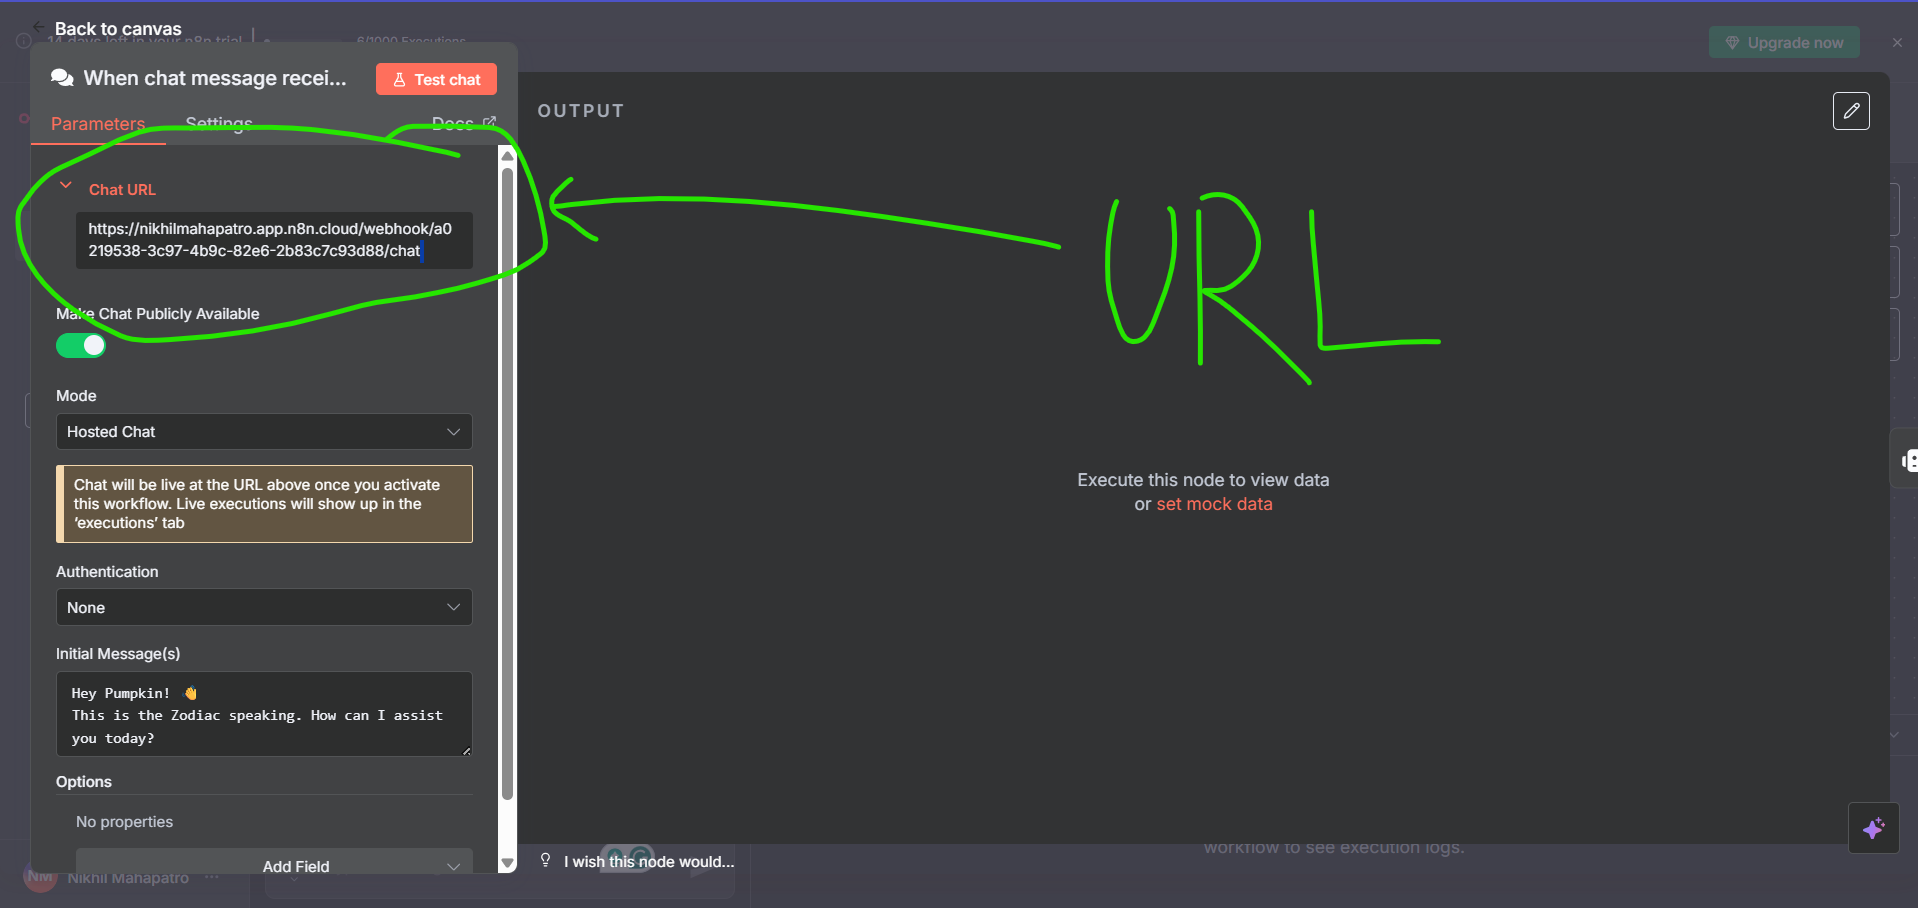 Back to canvas
14 days left in your n8n trial
6/1000 Executions
Upgrade now
When chat message recei...
Test chat
Parameters
Settings
Docs
OUTPUT
Chat URL
https://nikhilmahapatro.app.n8n.cloud/webhook/a0
219538-3c97-4b9c-82e6-2b83c7c93d88/chat
URL
Make Chat Publicly Available
Mode
Hosted Chat
Chat will be live at the URL above once you activate
this workflow. Live executions will show up in the
‘executions’ tab
Execute this node to view data
or set mock data
Authentication
None
Initial Message(s)
Hey Pumpkin! 👋
This is the Zodiac speaking. How can I assist
you today?
Options
No properties
Add Field
I wish this node would...
workflow to see execution logs.
NM
Nikhil Mahapatro
...